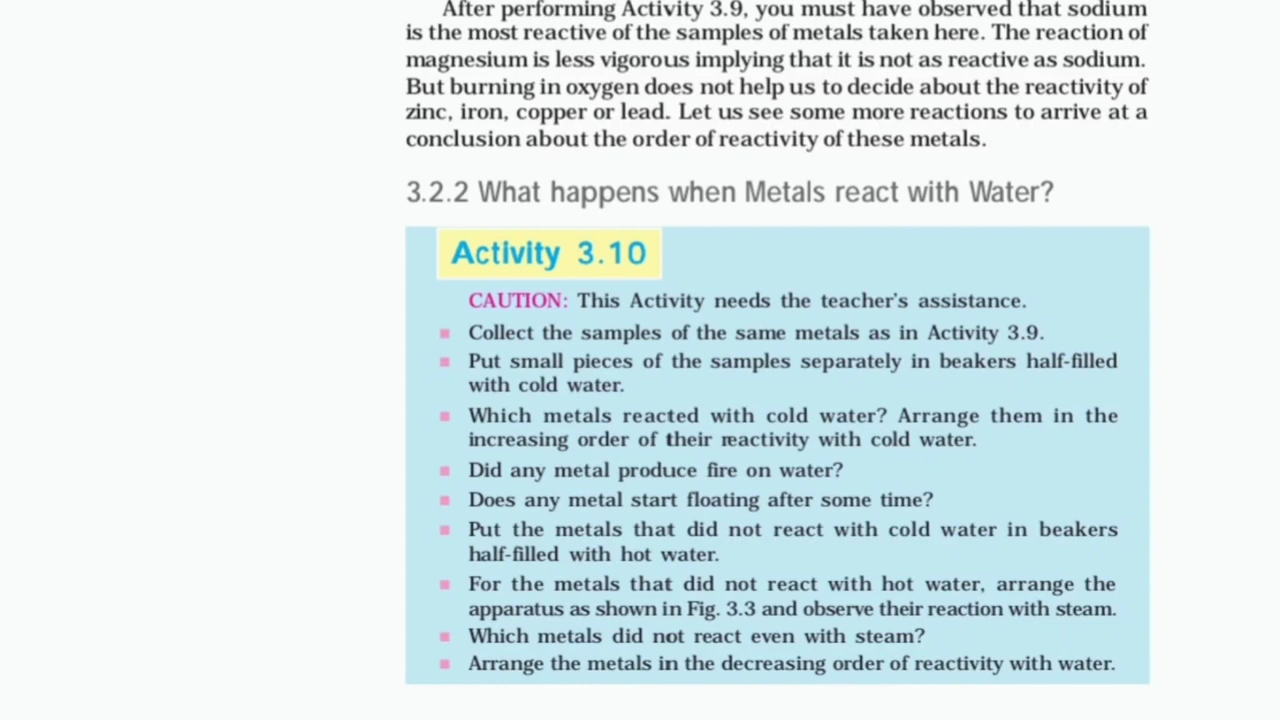 After performing Activity 3.9, you must have observed that sodium
is the most reactive of the samples of metals taken here. The reaction of
magnesium is less vigorous implying that it is not as reactive as sodium.
But burning in oxygen does not help us to decide about the reactivity of
zinc, iron, copper or lead. Let us see some more reactions to arrive at a
conclusion about the order of reactivity of these metals.
3.2.2 What happens when Metals react with Water?
Activity 3.10
CAUTION: This Activity needs the teacher's assistance.
■ Collect the samples of the same metals as in Activity 3.9.
■ Put small pieces of the samples separately in beakers half-filled
with cold water.
■ Which metals reacted with cold water? Arrange them in the
increasing order of their reactivity with cold water.
■ Did any metal produce fire on water?
■ Does any metal start floating after some time?
■ Put the metals that did not react with cold water in beakers
half-filled with hot water.
■ For the metals that did not react with hot water, arrange the
apparatus as shown in Fig. 3.3 and observe their reaction with steam.
■ Which metals did not react even with steam?
■ Arrange the metals in the decreasing order of reactivity with water.